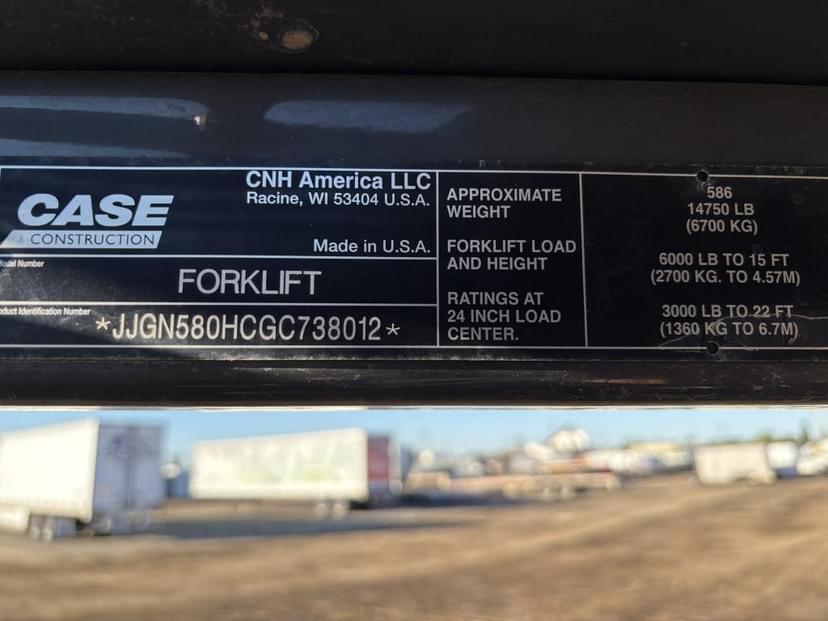 CASE
CONSTRUCTION
CNH America LLC
Racine, WI 53404 U.S.A.
Made in U.S.A.
Model Number
FORKLIFT
Product Identification Number
*JJGN580HCGC738012*
APPROXIMATE
WEIGHT
FORKLIFT LOAD
AND HEIGHT
RATINGS AT
24 INCH LOAD
CENTER.
586
14750 LB
(6700 KG)
6000 LB TO 15 FT
(2700 KG. TO 4.57M)
3000 LB TO 22 FT
(1360 KG TO 6.7M)